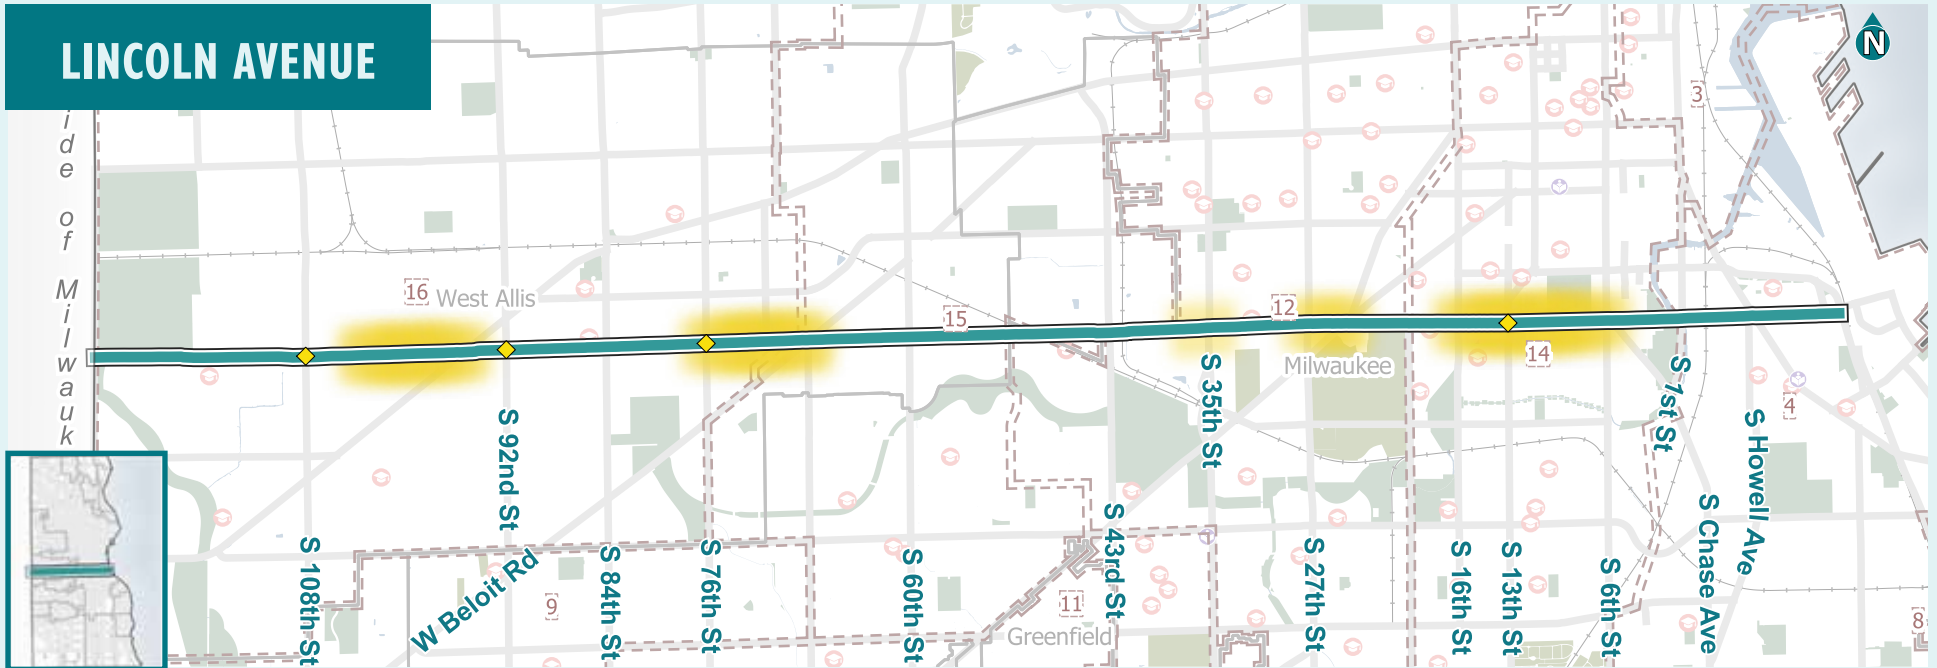 LINCOLN AVENUE
N
ide of Milwauk
3
16
West Allis
15
12
Milwaukee
14
4
9
11
Greenfield
8
S 108th St
W Beloit Rd
S 92nd St
S 84th St
S 76th St
S 60th St
S 43rd St
S 35th St
S 27th St
S 16th St
S 13th St
S 6th St
S 1st St
S Chase Ave
S Howell Ave